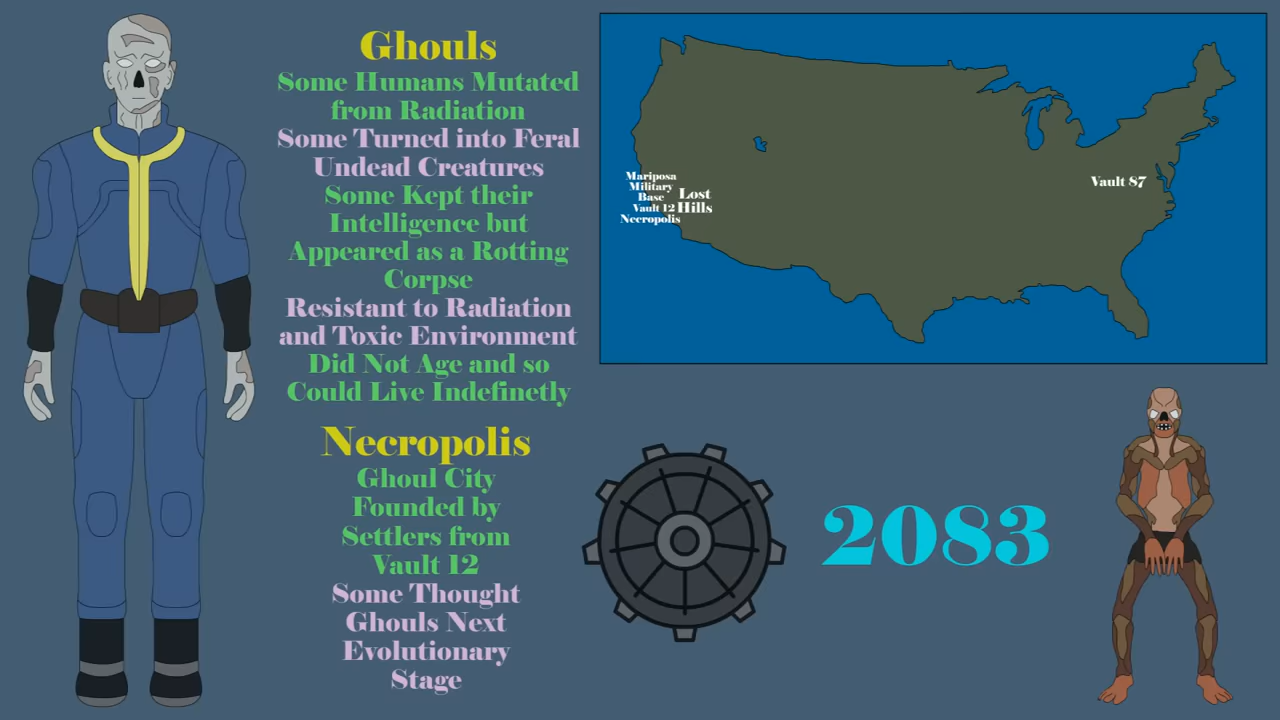 Ghouls
Some Humans Mutated
from Radiation
Some Turned into Feral
Undead Creatures
Some Kept their
Intelligence but
Appeared as a Rotting
Corpse
Resistant to Radiation
and Toxic Environment
Did Not Age and so
Could Live Indefinetly
Necropolis
Ghoul City
Founded by
Settlers from
Vault 12
Some Thought
Ghouls Next
Evolutionary
Stage
Mariposa
Military
Base
Vault 12
Necropolis
Lost
Hills
Vault 87
2083